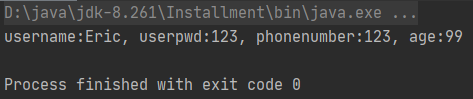 D:\java\jdk-8.261\Installment\bin\java.exe ...
username:Eric, userpwd:123, phonenumber:123, age:99
Process finished with exit code 0